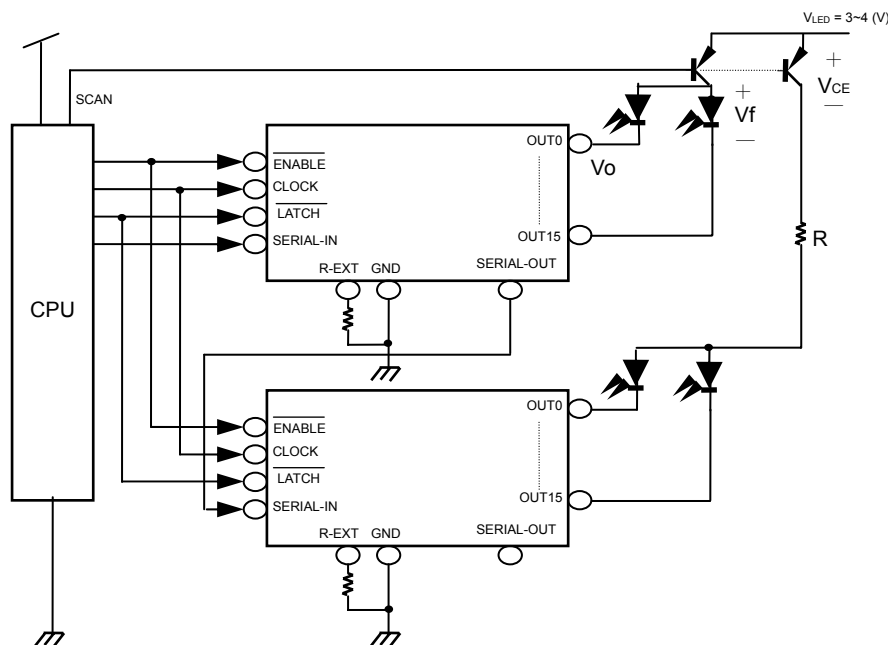 V LED = 3~4 (V)
SCAN
+
VCE
—
+
Vf
—
OUT0
ENABLE
Vo
CLOCK
LATCH
OUT15
SERIAL-IN
R
R-EXT GND SERIAL-OUT
CPU
OUT0
ENABLE
CLOCK
LATCH
OUT15
SERIAL-IN
R-EXT GND SERIAL-OUT